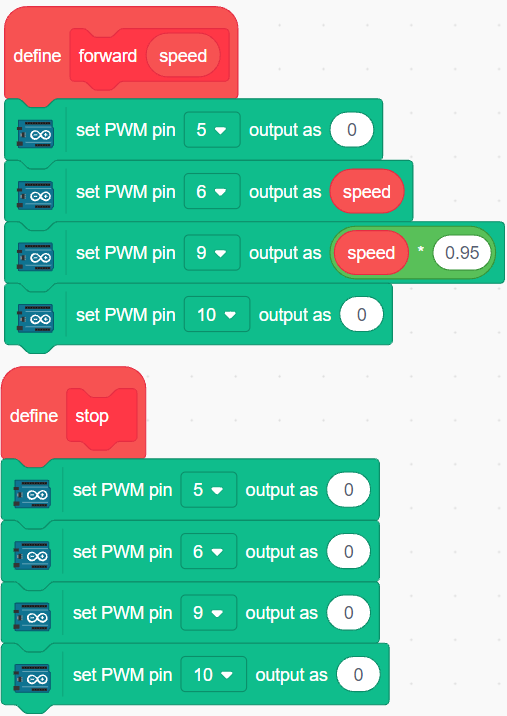 define forward speed
set PWM pin 5 output as 0
set PWM pin 6 output as speed
set PWM pin 9 output as speed * 0.95
set PWM pin 10 output as 0
define stop
set PWM pin 5 output as 0
set PWM pin 6 output as 0
set PWM pin 9 output as 0
set PWM pin 10 output as 0